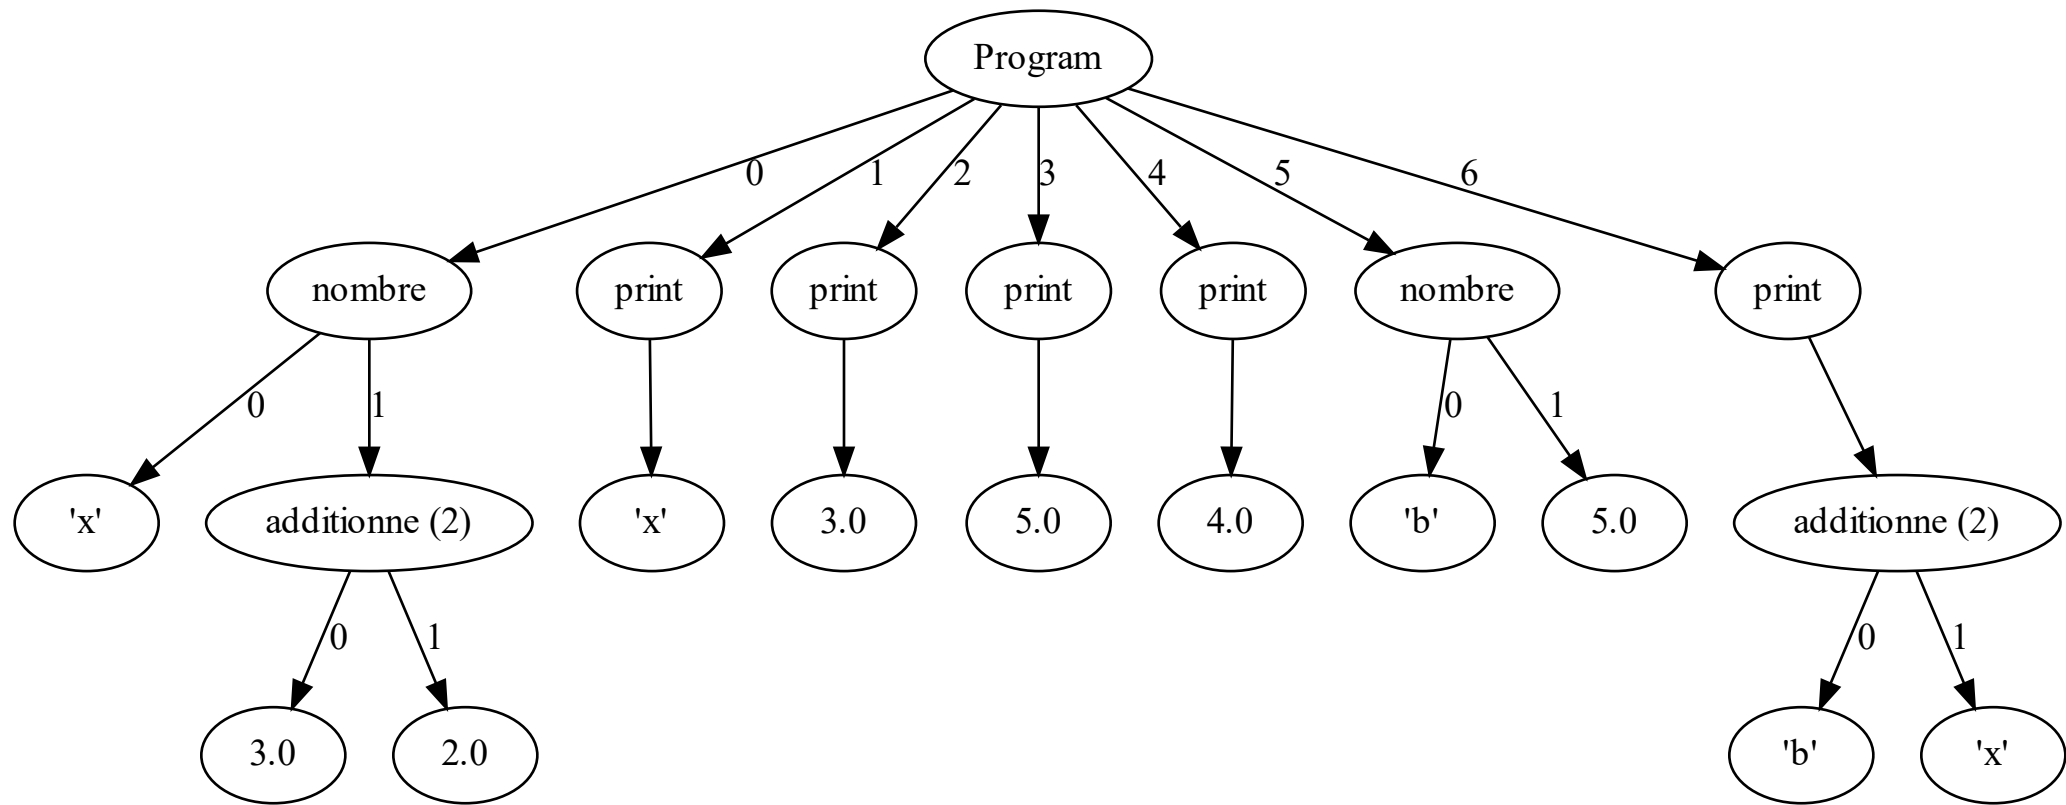 Program
0 1 2 3 4 5 6
nombre print print print print nombre print
0 1 0 1
'x' additionne (2) 'x' 3.0 5.0 4.0 'b' 5.0 additionne (2)
0 1 0 1
3.0 2.0 'b' 'x'